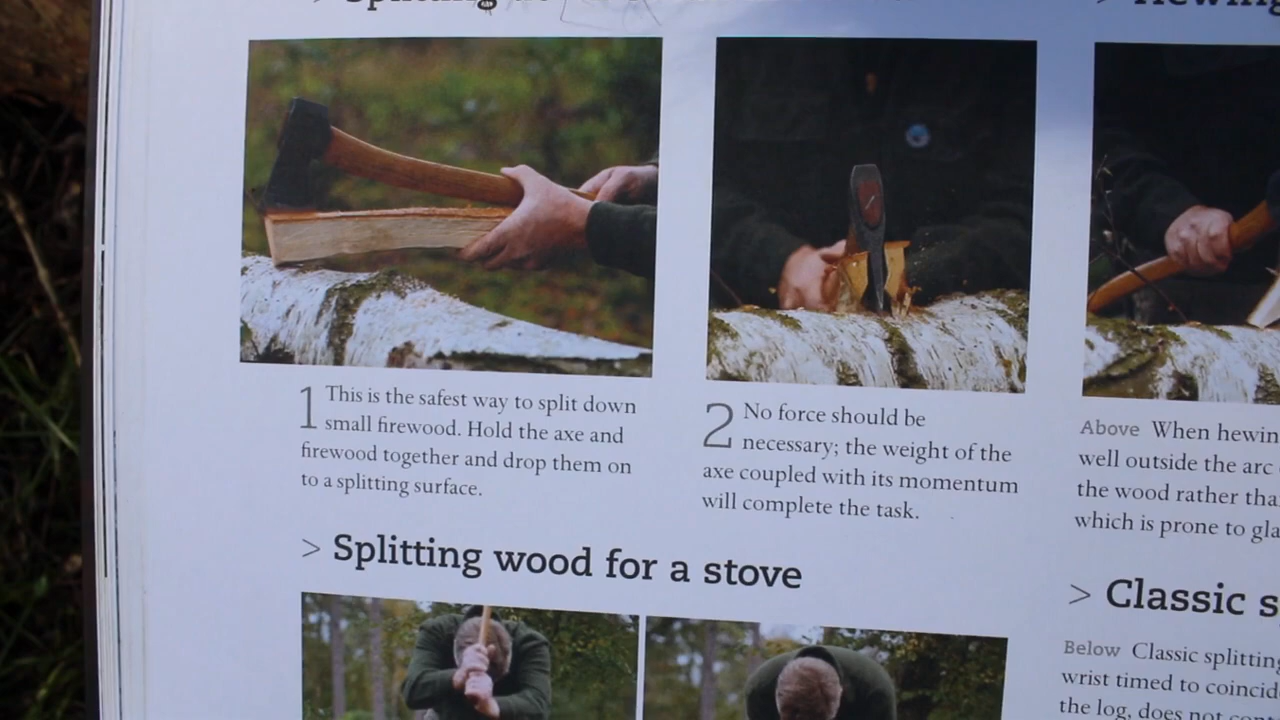 > Splitting
> Hewing
1 This is the safest way to split down
small firewood. Hold the axe and
firewood together and drop them on
to a splitting surface.
2 No force should be
necessary; the weight of the
axe coupled with its momentum
will complete the task.
Above When hewin
well outside the arc
the wood rather tha
which is prone to gla
> Splitting wood for a stove
> Classic s
Below Classic splitting
wrist timed to coincid
the log, does not con